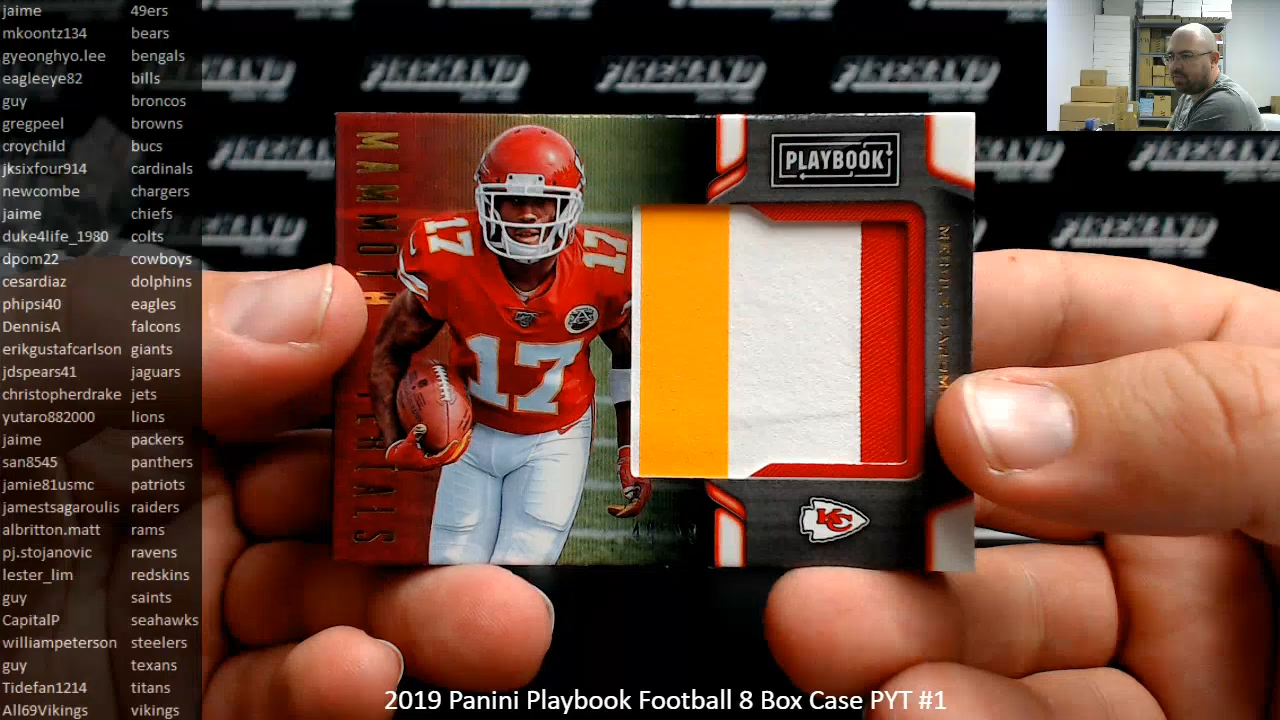 jaime 49ers
mkoontz134 bears
gyeonghyo.lee bengals
eagleeye82 bills
guy broncos
gregpeel browns
croychild bucs
jksixfour914 cardinals
newcombe chargers
jaime chiefs
duke4life_1980 colts
dpom22 cowboys
cesardiaz dolphins
phipsi40 eagles
DennisA falcons
erikgustafcarlson giants
jdspears41 jaguars
christopherdrake jets
yutaro882000 lions
jaime packers
san8545 panthers
jamie81usmc patriots
jamestsagaroulis raiders
albritton.matt rams
pj.stojanovic ravens
lester_lim redskins
guy saints
CapitalP seahawks
williampeterson steelers
guy texans
Tidefan1214 titans
All69Vikings vikings
PLAYBOOK
17
17
17
KC
2019 Panini Playbook Football 8 Box Case PYT #1